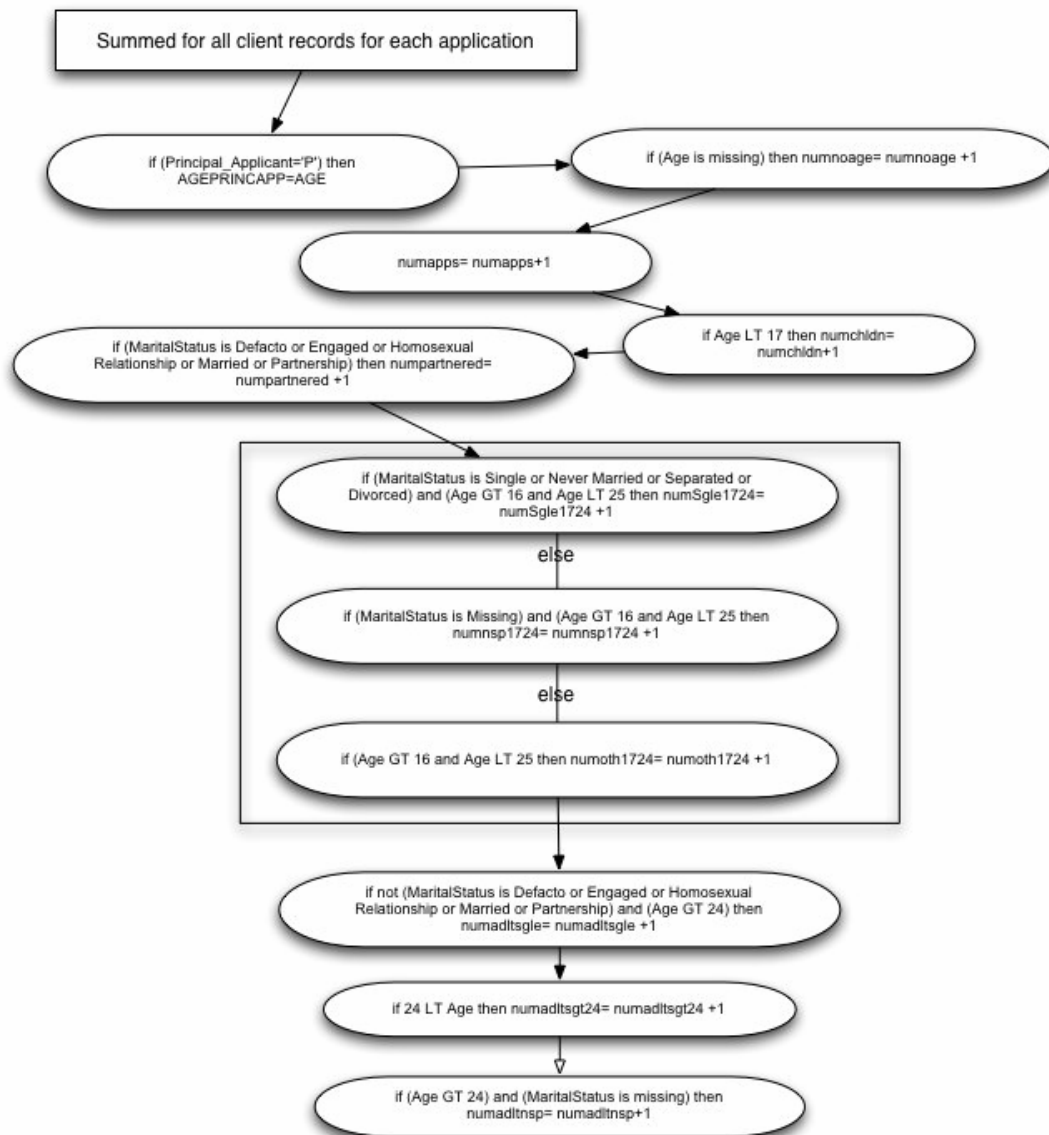 Summed for all client records for each application
if (Principal_Applicant='P') then
AGEPRINCAPP=AGE
if (Age is missing) then numnoage= numnoage +1
numapps= numapps+1
if Age LT 17 then numchldn=
numchldn+1
if (MaritalStatus is Defacto or Engaged or Homosexual
Relationship or Married or Partnership) then numpartnered=
numpartnered +1
if (MaritalStatus is Single or Never Married or Separated or
Divorced) and (Age GT 16 and Age LT 25 then numSgle1724=
numSgle1724 +1
else
if (MaritalStatus is Missing) and (Age GT 16 and Age LT 25 then
numnsp1724= numnsp1724 +1
else
if (Age GT 16 and Age LT 25 then numoth1724= numoth1724 +1
if not (MaritalStatus is Defacto or Engaged or Homosexual
Relationship or Married or Partnership) and (Age GT 24) then
numadltsgle= numadltsgle +1
if 24 LT Age then numadltsgt24= numadltsgt24 +1
if (Age GT 24) and (MaritalStatus is missing) then
numadltnsp= numadltnsp+1